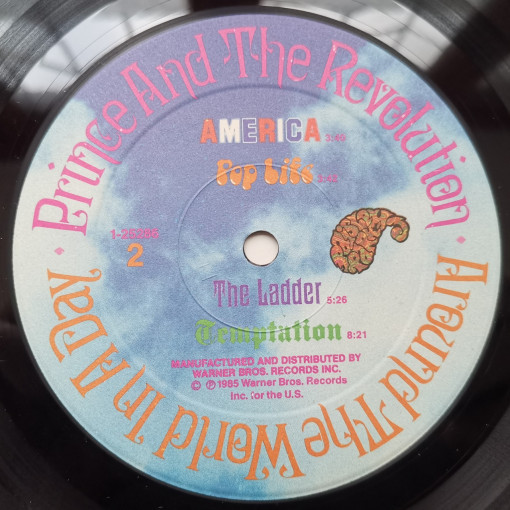 Prince And The Revolution
Around The World In A Day
AMERICA 3:40
Pop Life
1-25286
2
The Ladder 5:26
Temptation 8:21
MANUFACTURED AND DISTRIBUTED BY
WARNER BROS. RECORDS INC.
© ℗ 1985 Warner Bros. Records
Inc. for the U.S.